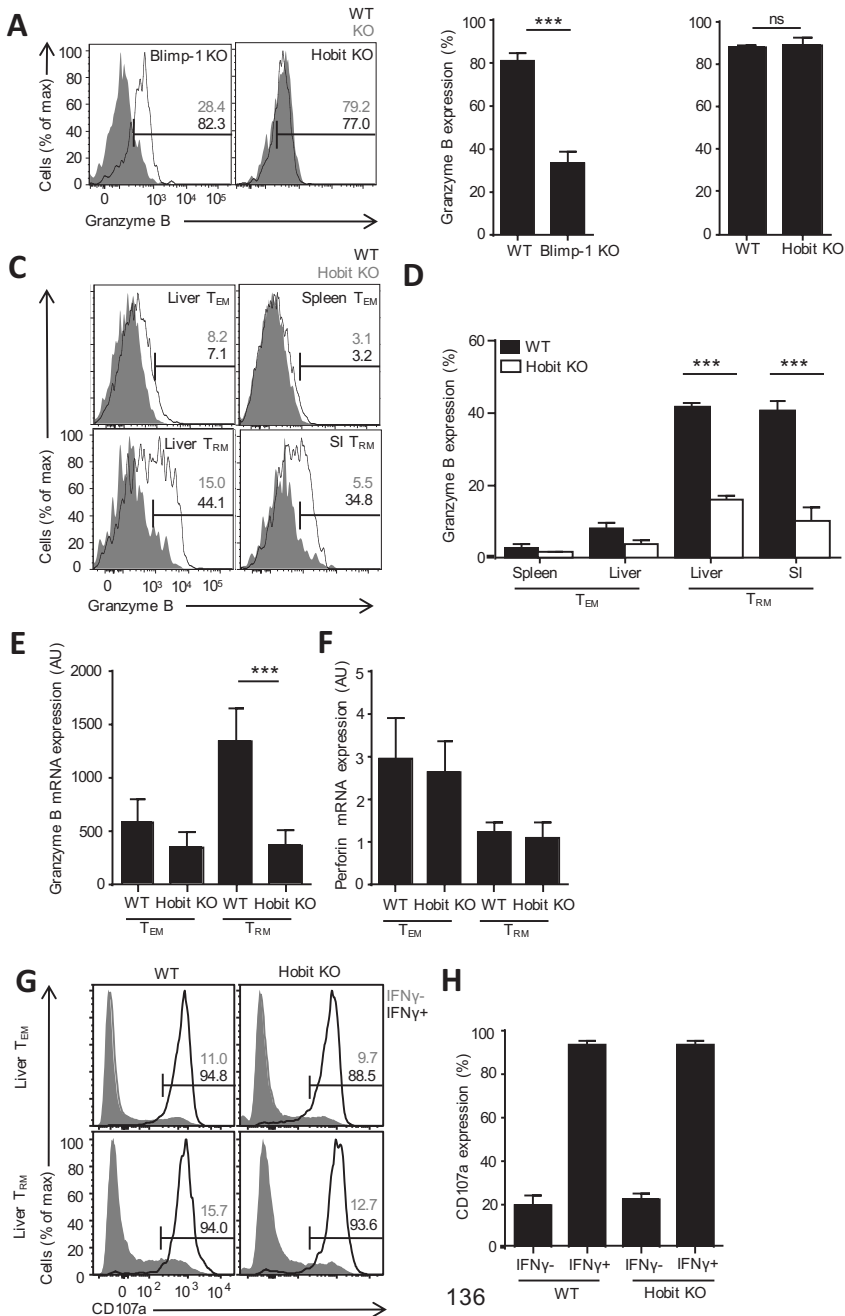 A
WT
KO
Blimp-1 KO
Hobit KO
28.4
82.3
79.2
77.0
Cells (% of max)
100
80
60
40
20
0
0 10³ 10⁴ 10⁵
Granzyme B
Granzyme B expression (%)
***
100
80
60
40
20
0
WT Blimp-1 KO
ns
100
80
60
40
20
0
WT Hobit KO
C
WT
Hobit KO
Liver TEM
8.2
7.1
Spleen TEM
3.1
3.2
Liver TRM
15.0
44.1
SI TRM
5.5
34.8
Cells (% of max)
100
80
60
40
20
0
0 10³ 10⁴ 10⁵
Granzyme B
D
Granzyme B expression (%)
60
40
20
0
WT
Hobit KO
*** ***
Spleen Liver Liver SI
TEM TRM
E
Granzyme B mRNA expression (AU)
2000
1500
1000
500
0
***
WT Hobit KO WT Hobit KO
TEM TRM
F
Perforin mRNA expression (AU)
5
4
3
2
1
0
WT Hobit KO WT Hobit KO
TEM TRM
G
WT Hobit KO
IFNγ-
IFNγ+
Liver TEM
11.0
94.8
9.7
88.5
Liver TRM
15.7
94.0
12.7
93.6
Cells (% of max)
100
80
60
40
20
0
0 10² 10³ 10⁴
CD107a
H
CD107a expression (%)
100
80
60
40
20
0
IFNγ- IFNγ+ IFNγ- IFNγ+
WT Hobit KO
136